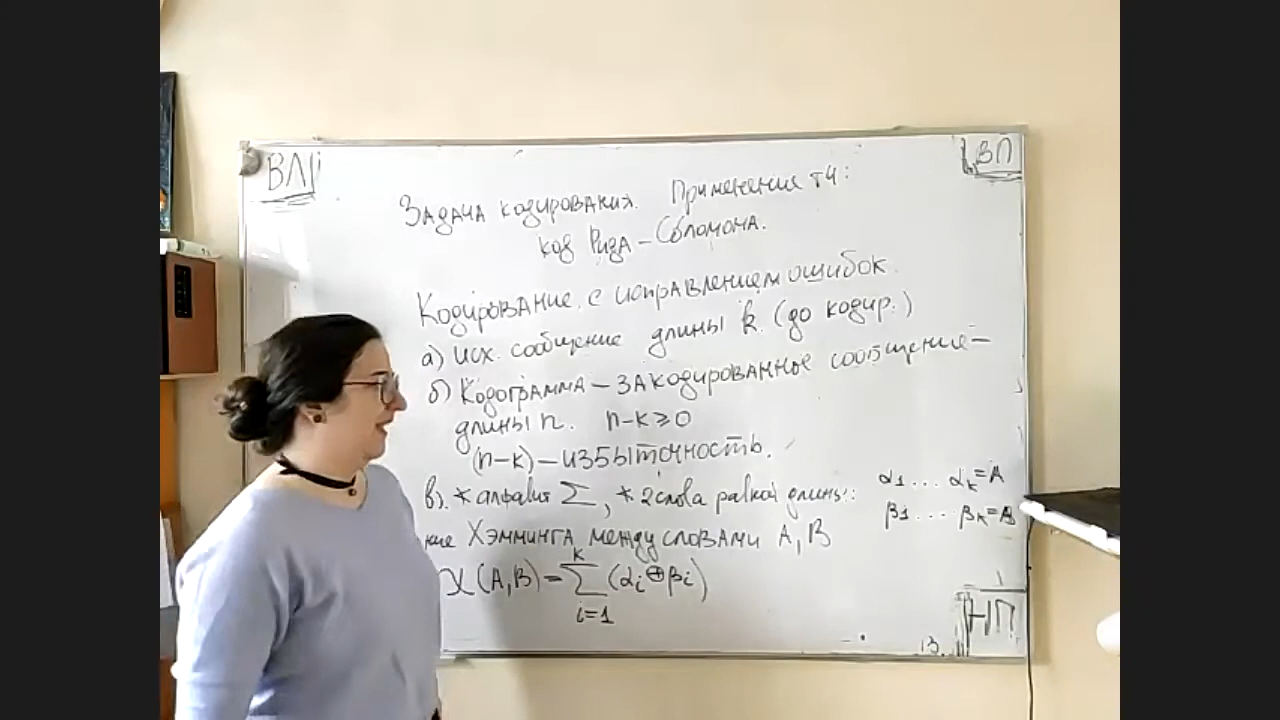 ВЛ
ВП
Задача кодирования. Применение т4:
код Рида-Соломона.
Кодирование с исправлением ошибок.
а) исх. сообщение длины k. (до кодир.)
б) Кодограмма – закодированное сообщение –
длины n. n-k ⩾ 0
(n-k) – избыточность.
в). * алфавит Σ, * 2 слова равной длины: α1 ... αk = A
β1 ... βk = B
ние Хэмминга между словами A, B
χ(A,B) = Σ (αi ⊕ βi)
k
i=1
НП